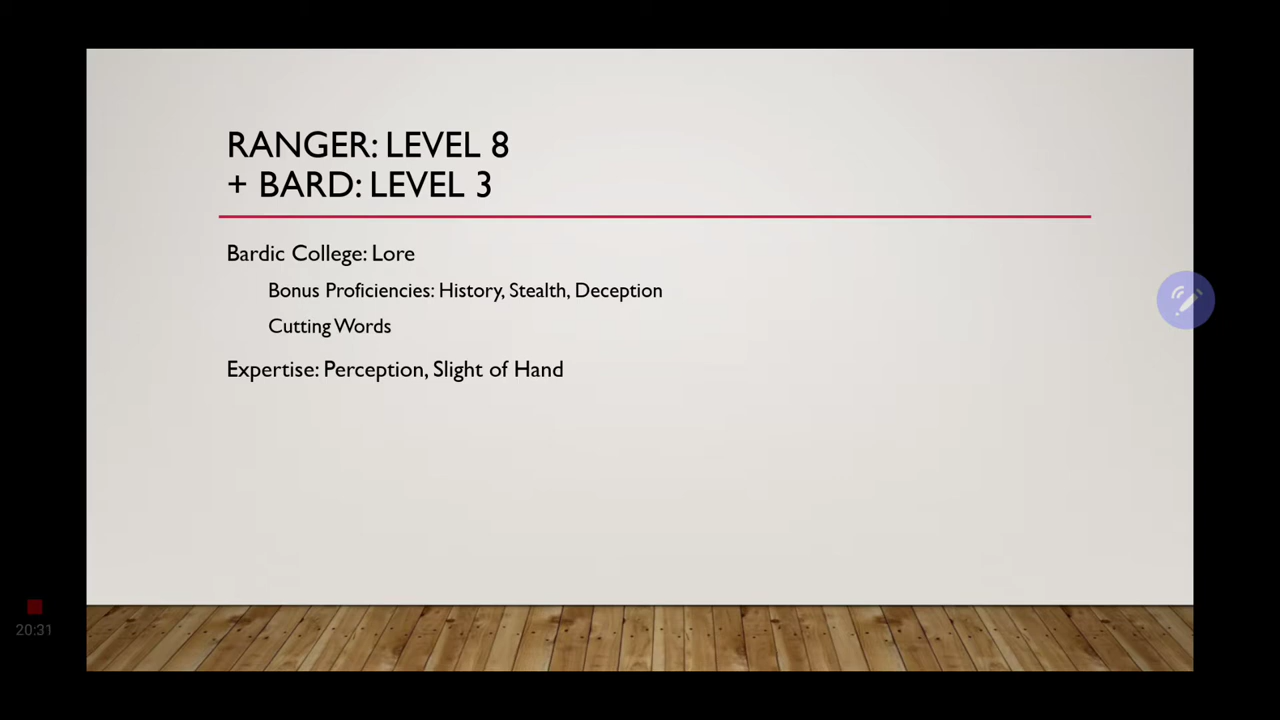 RANGER: LEVEL 8
+ BARD: LEVEL 3
Bardic College: Lore
Bonus Proficiencies: History, Stealth, Deception
Cutting Words
Expertise: Perception, Slight of Hand
20:31